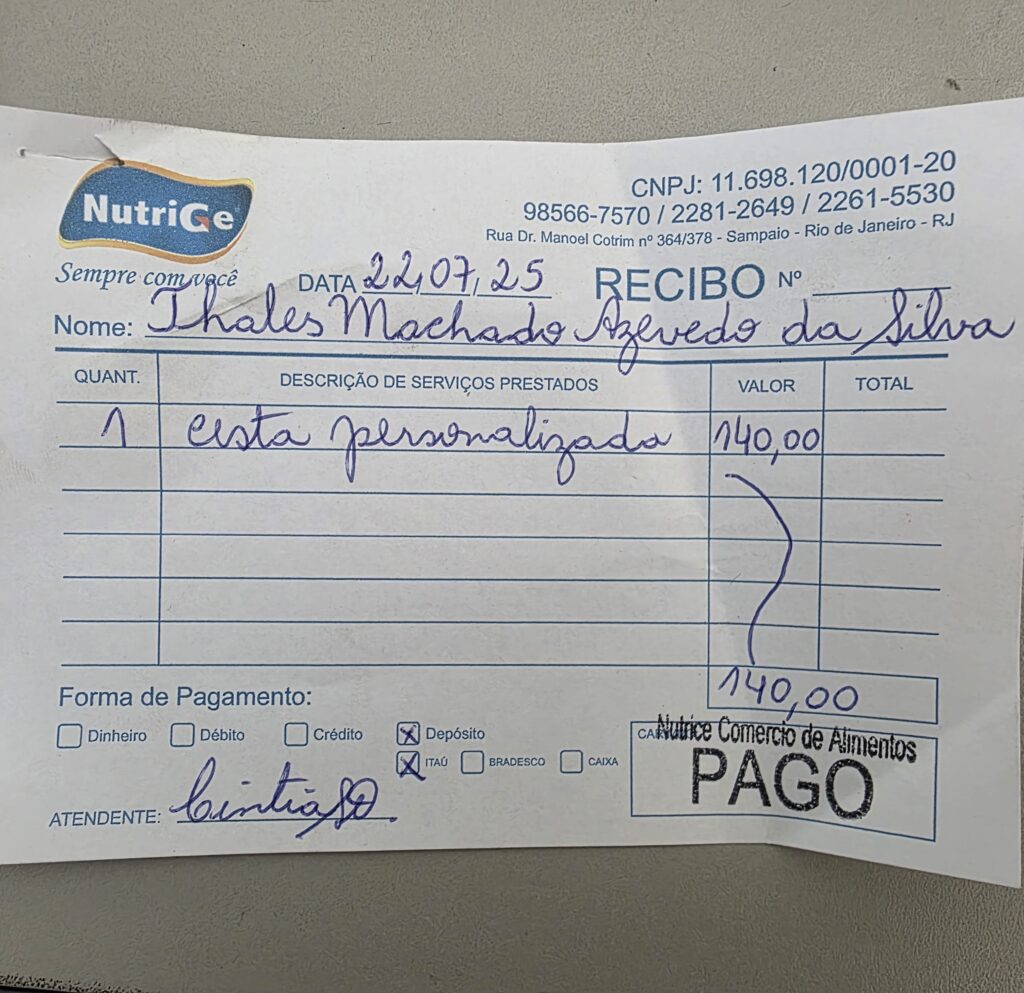 NutriGe
Sempre com você
CNPJ: 11.698.120/0001-20
98566-7570 / 2281-2649 / 2261-5530
Rua Dr. Manoel Cotrim nº 364/378 - Sampaio - Rio de Janeiro - RJ
DATA 22,07,25 RECIBO Nº
Nome: Thales Machado Azevedo da Silva
QUANT. DESCRIÇÃO DE SERVIÇOS PRESTADOS VALOR TOTAL
1 cesta personalizada 140,00
140,00
Forma de Pagamento:
Dinheiro Débito Crédito X Depósito
X ITAÚ BRADESCO CAIXA
Nutrice Comercio de Alimentos
PAGO
ATENDENTE: Cintia